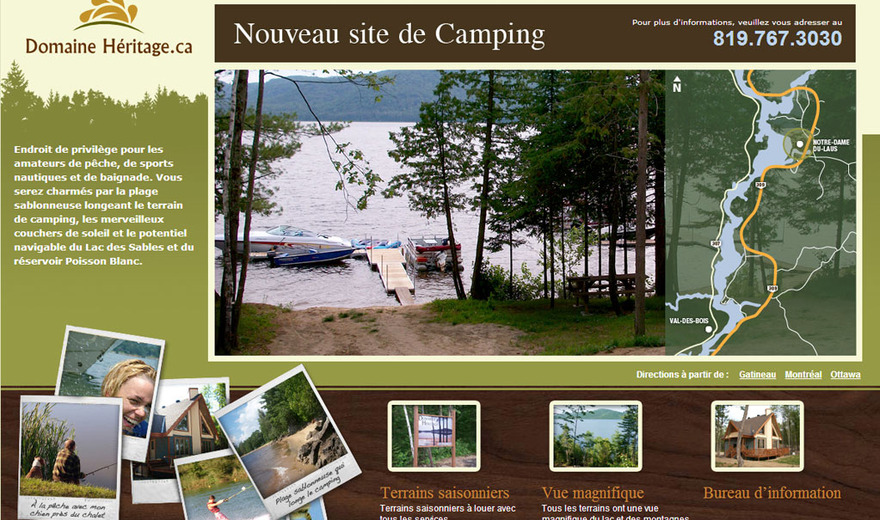 Domaine Héritage.ca
Nouveau site de Camping
Pour plus d'informations, veuillez vous adresser au
819.767.3030
Endroit de privilège pour les
amateurs de pêche, de sports
nautiques et de baignade. Vous
serez charmés par la plage
sablonneuse longeant le terrain
de camping, les merveilleux
couchers de soleil et le potentiel
navigable du Lac des Sables et du
réservoir Poisson Blanc.
N
NOTRE-DAME
DU-LAUS
309
307
309
VAL-DES-BOIS
Directions à partir de : Gatineau Montréal Ottawa
À la pêche avec mon
chien près du chalet
Plage sablonneuse qui
longe le camping
Terrains saisonniers
Terrains saisonniers à louer avec
tous les services
Vue magnifique
Tous les terrains ont une vue
magnifique du lac et des montagnes
Bureau d'information